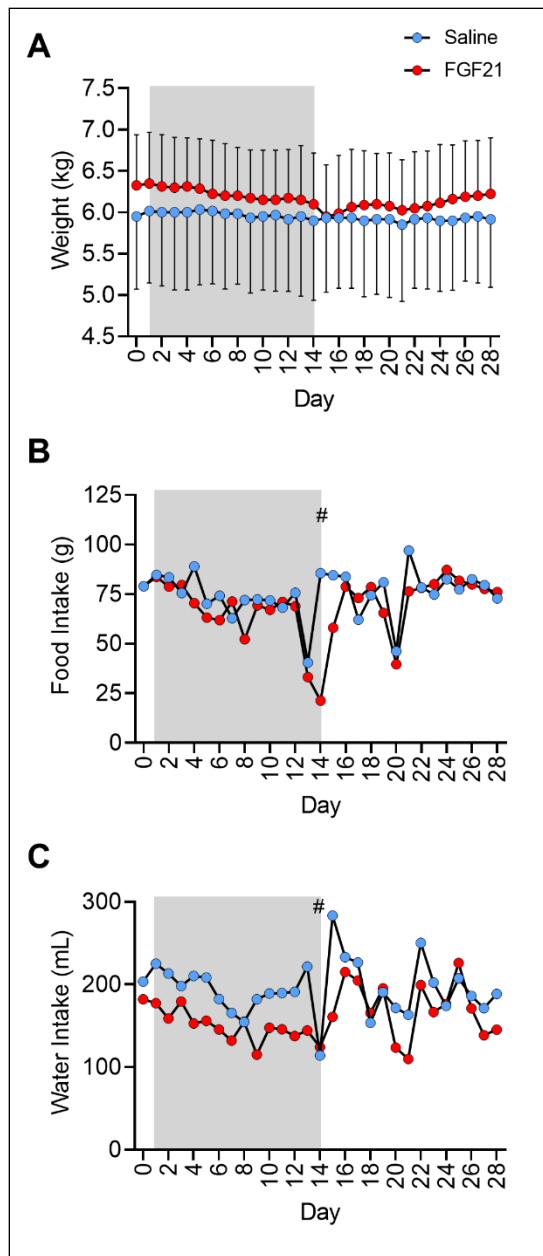 A
Saline
FGF21
Weight (kg)
7.5
7.0
6.5
6.0
5.5
5.0
4.5
0 2 4 6 8 10 12 14 16 18 20 22 24 26 28
Day
B
Food Intake (g)
125
100
75
50
25
0
#
0 2 4 6 8 10 12 14 16 18 20 22 24 26 28
Day
C
Water Intake (mL)
300
200
100
0
#
0 2 4 6 8 10 12 14 16 18 20 22 24 26 28
Day